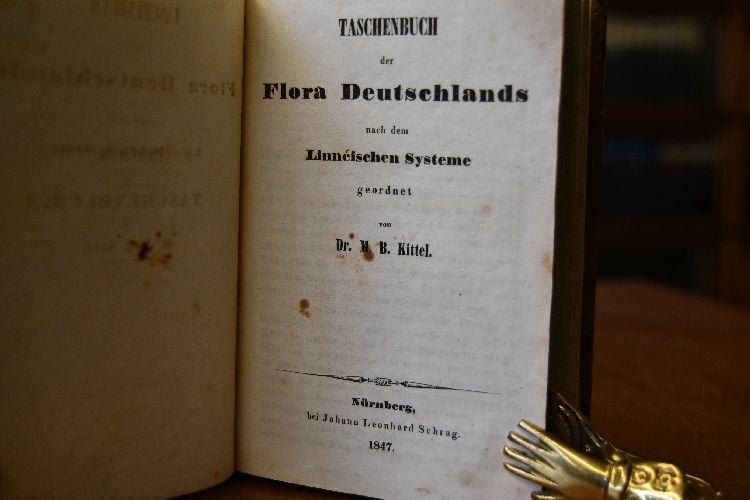 TASCHENBUCH
der
Flora Deutschlands
nach dem
Linnéischen Systeme
geordnet
von
Dr. M. B. Kittel.
Nürnberg,
bei Johann Leonhard Schrag.
1847.